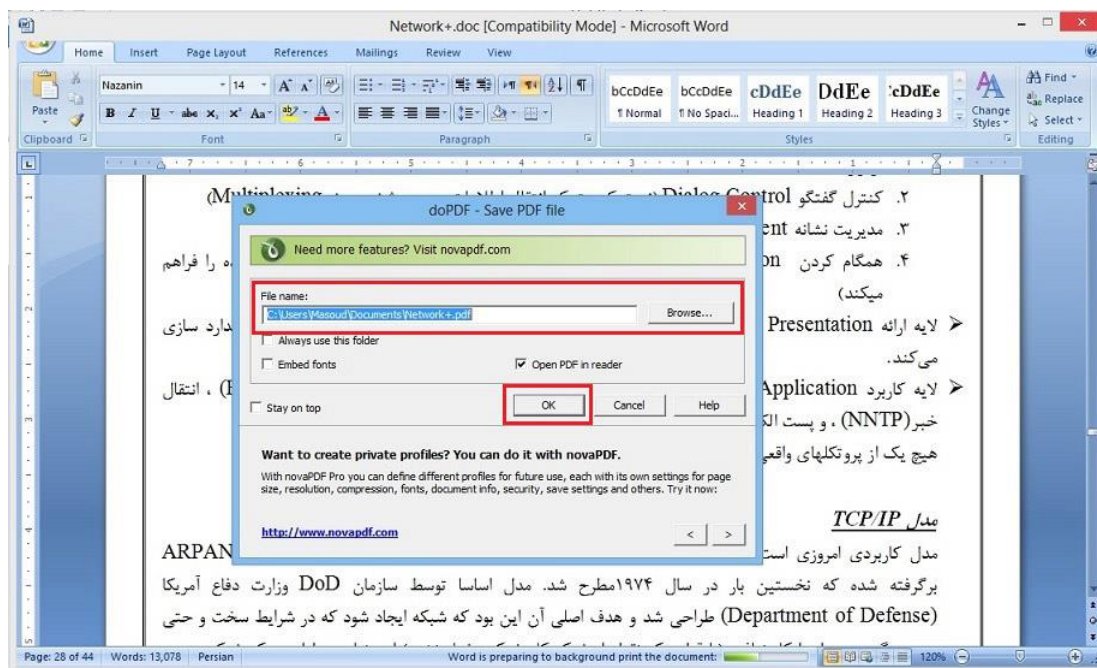 Network+.doc [Compatibility Mode] - Microsoft Word
Home Insert Page Layout References Mailings Review View
Nazanin 14
Paste
B I U abc x₂ x² Aa
bCcDdEe bCcDdEe cDdEe DdEe cDdEe
¶ Normal ¶ No Spaci... Heading 1 Heading 2 Heading 3
Change Styles
Find
Replace
Select
Clipboard Font Paragraph Styles Editing
۲. کنترل گفتگو Dialog Control
۳. مدیریت نشانه
۴. همگام کردن ه را فراهم
میکند)
لایه ارائه Presentation دارد سازی
می‌کند.
لایه کاربرد Application ، انتقال
خبر(NNTP) ، و پست
هیچ یک از پروتکلهای واقعی
doPDF - Save PDF file
Need more features? Visit novapdf.com
File name:
C:\Users\Masoud\Documents\Network+.pdf
Browse...
Always use this folder
Embed fonts Open PDF in reader
Stay on top OK Cancel Help
Want to create private profiles? You can do it with novaPDF.
With novaPDF Pro you can define different profiles for future use, each with its own settings for page
size, resolution, compression, fonts, document info, security, save settings and others. Try it now:
http://www.novapdf.com
< >
مدل TCP/IP
مدل کاربردی امروزی است ARPAN
برگرفته شده که نخستین بار در سال ۱۹۷۴مطرح شد. مدل اساسا توسط سازمان DoD وزارت دفاع آمریکا
(Department of Defense) طراحی شد و هدف اصلی آن این بود که شبکه ایجاد شود که در شرایط سخت و حتی
Page: 28 of 44 Words: 13,078 Persian Word is preparing to background print the document: 120%